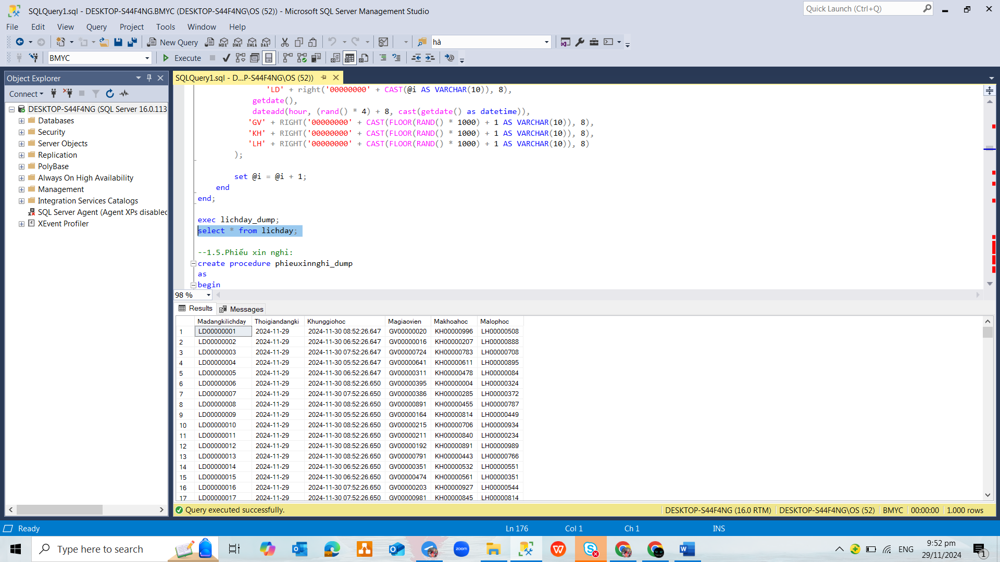 SQLQuery1.sql - DESKTOP-S44F4NG.BMYC (DESKTOP-S44F4NG\OS (52)) - Microsoft SQL Server Management Studio
Quick Launch (Ctrl+Q)
File Edit View Query Project Tools Window Help
New Query MDX DMX XMLA DAX hà
BMYC Execute
Object Explorer
SQLQuery1.sql - D...P-S44F4NG\OS (52))
Connect
DESKTOP-S44F4NG (SQL Server 16.0.113
Databases
Security
Server Objects
Replication
PolyBase
Always On High Availability
Management
Integration Services Catalogs
SQL Server Agent (Agent XPs disabled
XEvent Profiler
'LD' + right('00000000' + CAST(@i AS VARCHAR(10)), 8),
getdate(),
dateadd(hour, (rand() * 4) + 8, cast(getdate() as datetime)),
'GV' + RIGHT('00000000' + CAST(FLOOR(RAND() * 1000) + 1 AS VARCHAR(10)), 8),
'KH' + RIGHT('00000000' + CAST(FLOOR(RAND() * 1000) + 1 AS VARCHAR(10)), 8),
'LH' + RIGHT('00000000' + CAST(FLOOR(RAND() * 1000) + 1 AS VARCHAR(10)), 8)
);
set @i = @i + 1;
end
end;
exec lichday_dump;
select * from lichday;
--1.5.Phiếu xin nghỉ:
create procedure phieuxinnghi_dump
as
begin
98 %
Results Messages
Madangkilichday Thoigiandangki Khunggiohoc Magiaovien Makhoahoc Malophoc
1 LD00000001 2024-11-29 2024-11-30 08:52:26.647 GV00000020 KH00000996 LH00000508
2 LD00000002 2024-11-29 2024-11-30 06:52:26.647 GV00000016 KH00000207 LH00000888
3 LD00000003 2024-11-29 2024-11-30 07:52:26.647 GV00000724 KH00000783 LH00000708
4 LD00000004 2024-11-29 2024-11-30 05:52:26.647 GV00000641 KH00000611 LH00000895
5 LD00000005 2024-11-29 2024-11-30 06:52:26.647 GV00000311 KH00000478 LH00000084
6 LD00000006 2024-11-29 2024-11-30 08:52:26.650 GV00000395 KH00000004 LH00000324
7 LD00000007 2024-11-29 2024-11-30 07:52:26.650 GV00000386 KH00000285 LH00000372
8 LD00000008 2024-11-29 2024-11-30 08:52:26.650 GV00000891 KH00000455 LH00000787
9 LD00000009 2024-11-29 2024-11-30 05:52:26.650 GV00000164 KH00000814 LH00000449
10 LD00000010 2024-11-29 2024-11-30 08:52:26.650 GV00000215 KH00000706 LH00000934
11 LD00000011 2024-11-29 2024-11-30 08:52:26.650 GV00000211 KH00000840 LH00000234
12 LD00000012 2024-11-29 2024-11-30 08:52:26.650 GV00000192 KH00000891 LH00000989
13 LD00000013 2024-11-29 2024-11-30 08:52:26.650 GV00000791 KH00000443 LH00000766
14 LD00000014 2024-11-29 2024-11-30 06:52:26.650 GV00000351 KH00000532 LH00000551
15 LD00000015 2024-11-29 2024-11-30 06:52:26.650 GV00000474 KH00000561 LH00000351
16 LD00000016 2024-11-29 2024-11-30 07:52:26.650 GV00000203 KH00000927 LH00000544
17 LD00000017 2024-11-29 2024-11-30 07:52:26.650 GV00000981 KH00000845 LH00000814
Query executed successfully. DESKTOP-S44F4NG (16.0 RTM) DESKTOP-S44F4NG\OS (52) BMYC 00:00:00 1.000 rows
Ready Ln 176 Col 1 Ch 1 INS
Type here to search zoom ENG 9:52 pm
29/11/2024 1